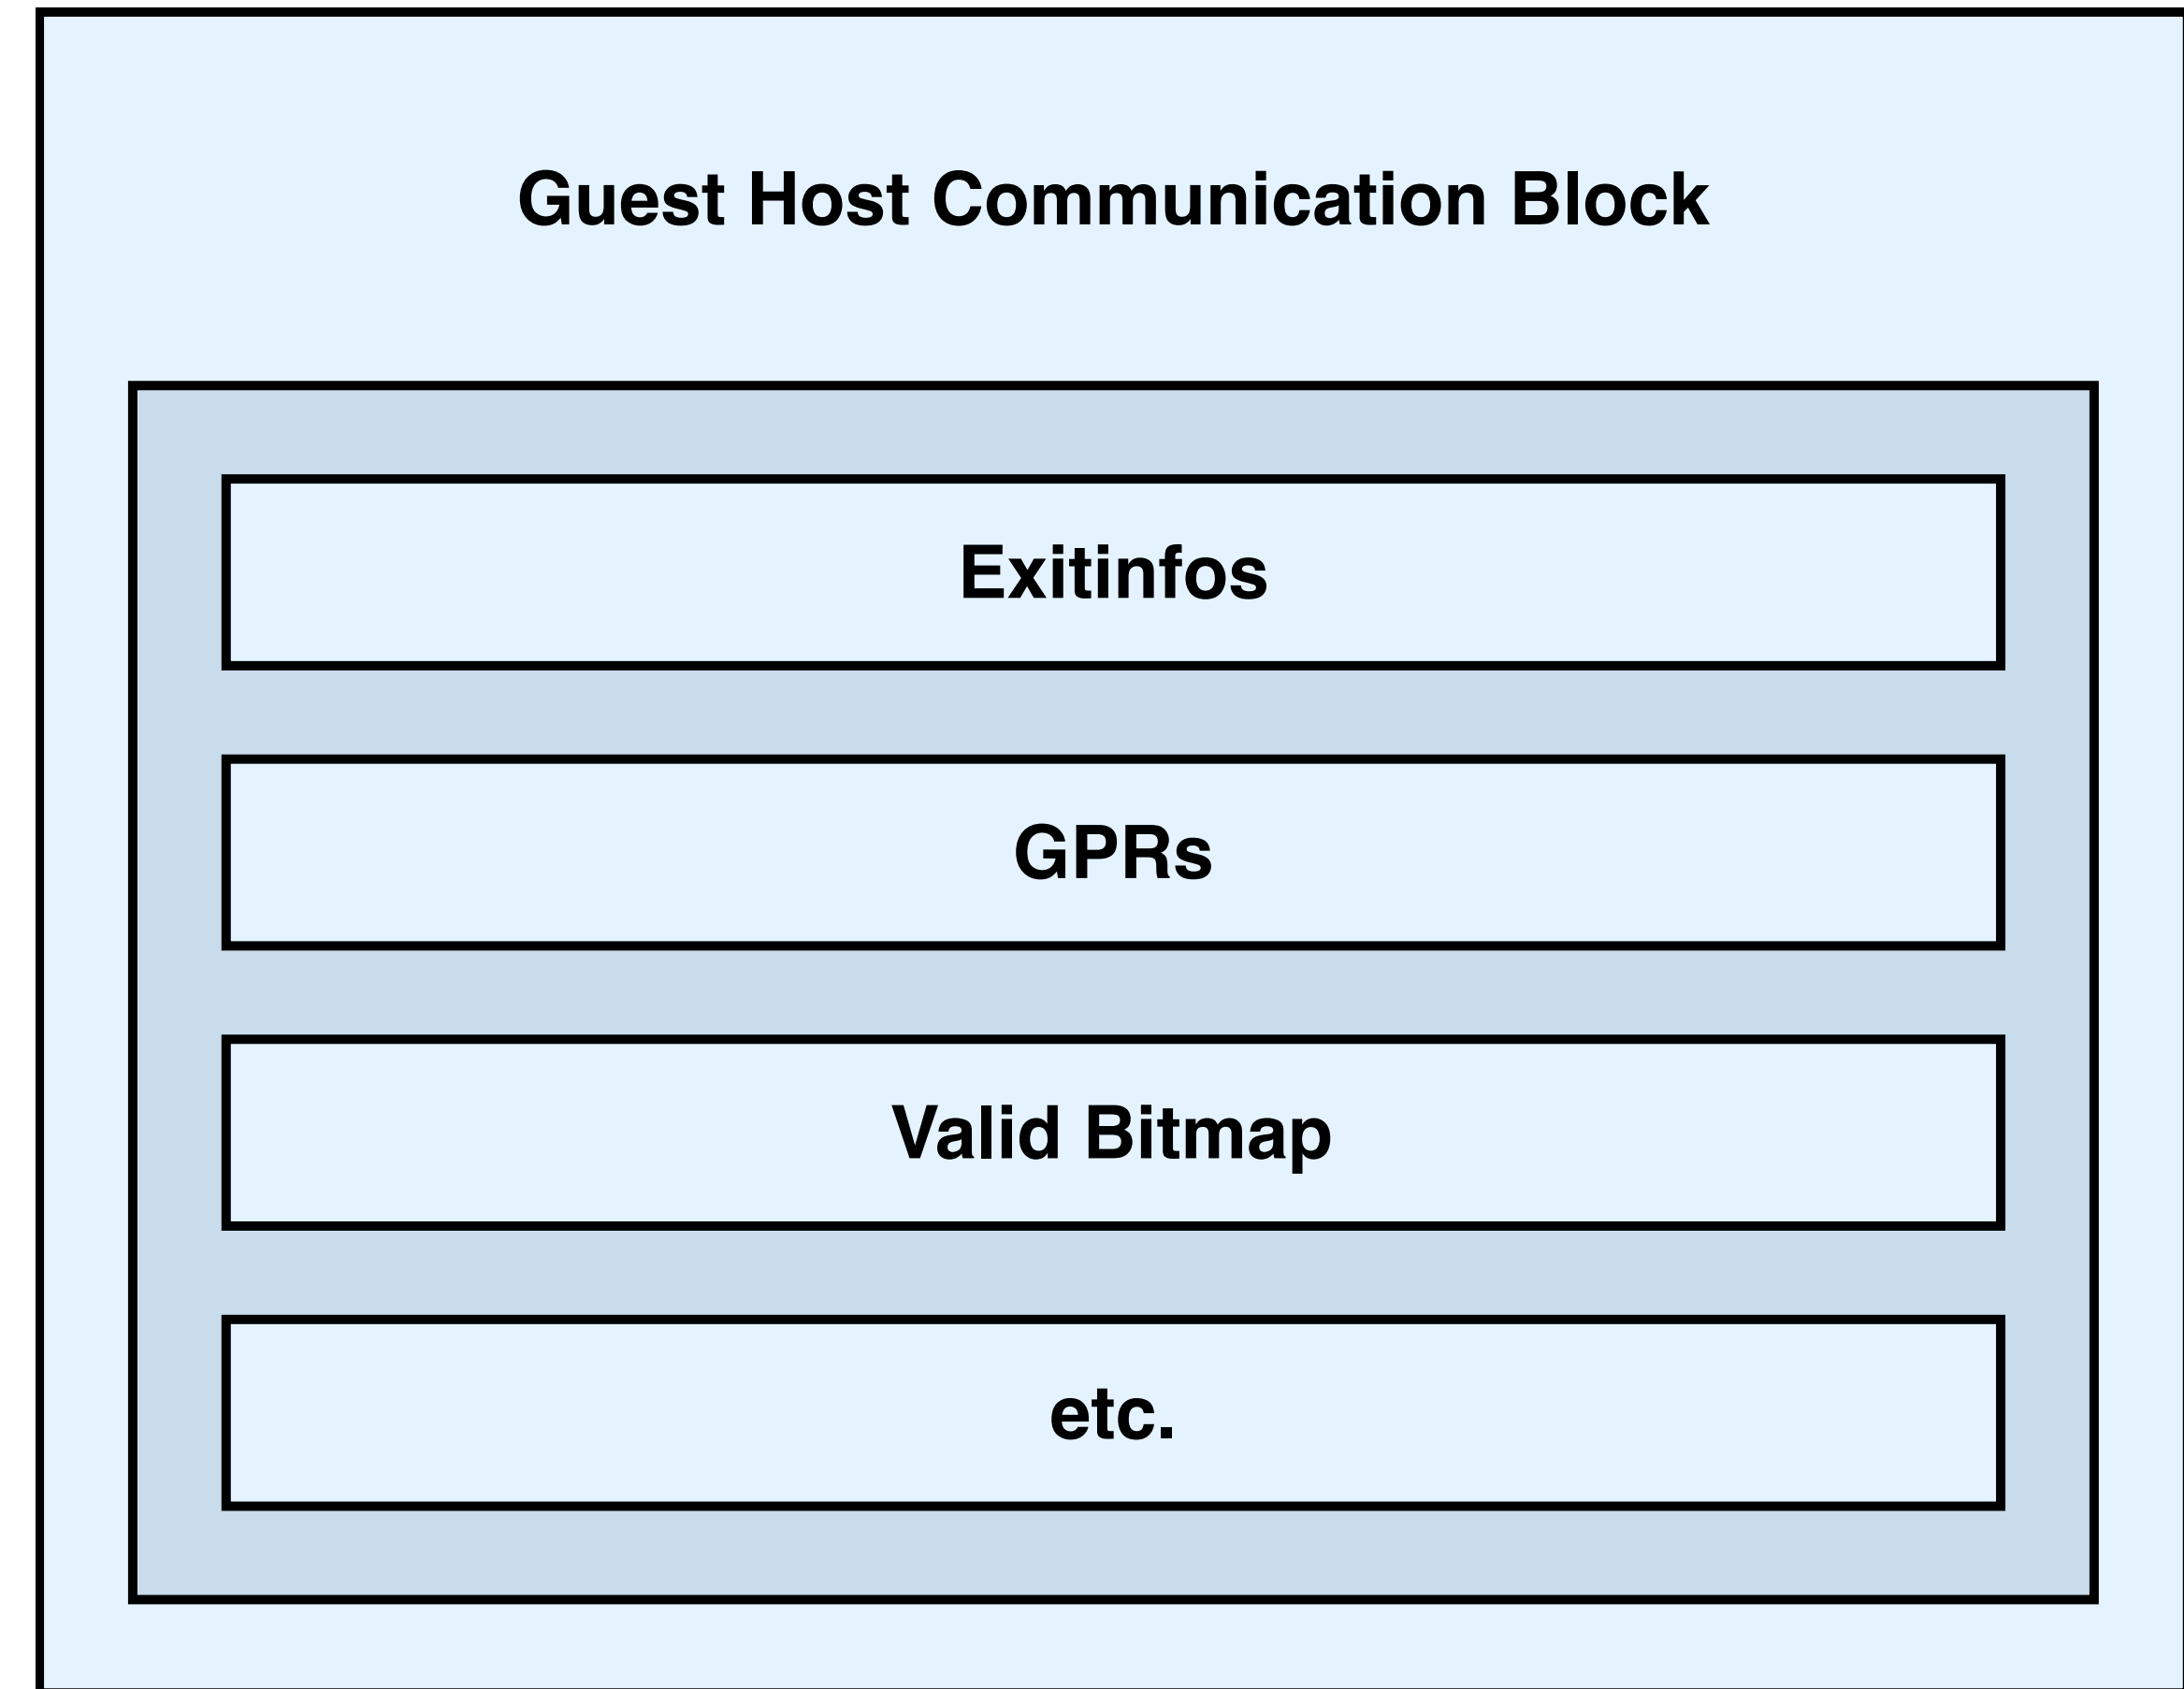 Guest Host Communication Block
Exitinfos
GPRs
Valid Bitmap
etc.